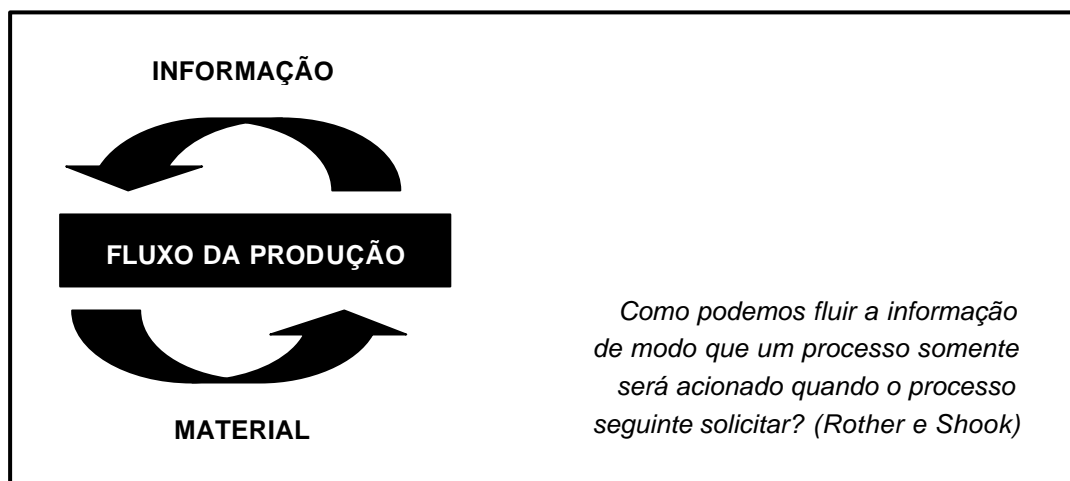 INFORMAÇÃO
FLUXO DA PRODUÇÃO
MATERIAL
Como podemos fluir a informação
de modo que um processo somente
será acionado quando o processo
seguinte solicitar? (Rother e Shook)